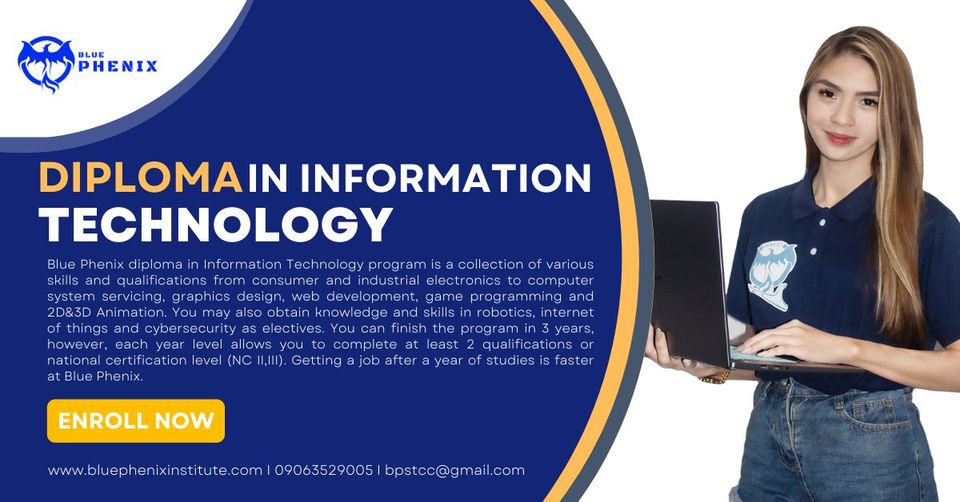 BLUE
PHENIX
DIPLOMA IN INFORMATION
TECHNOLOGY
Blue Phenix diploma in Information Technology program is a collection of various
skills and qualifications from consumer and industrial electronics to computer
system servicing, graphics design, web development, game programming and
2D&3D Animation. You may also obtain knowledge and skills in robotics, internet
of things and cybersecurity as electives. You can finish the program in 3 years,
however, each year level allows you to complete at least 2 qualifications or
national certification level (NC II,III). Getting a job after a year of studies is faster
at Blue Phenix.
ENROLL NOW
www.bluephenixinstitute.com I 09063529005 I bpstcc@gmail.com